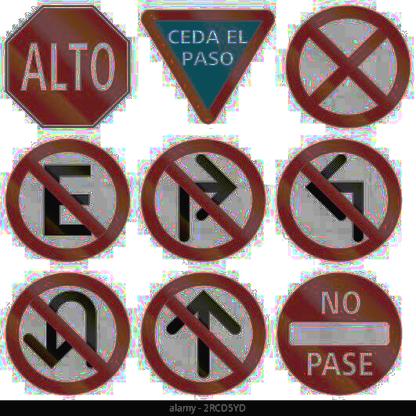 ALTO
CEDA EL
PASO
E
NO
PASE
alamy - 2RCD5YD